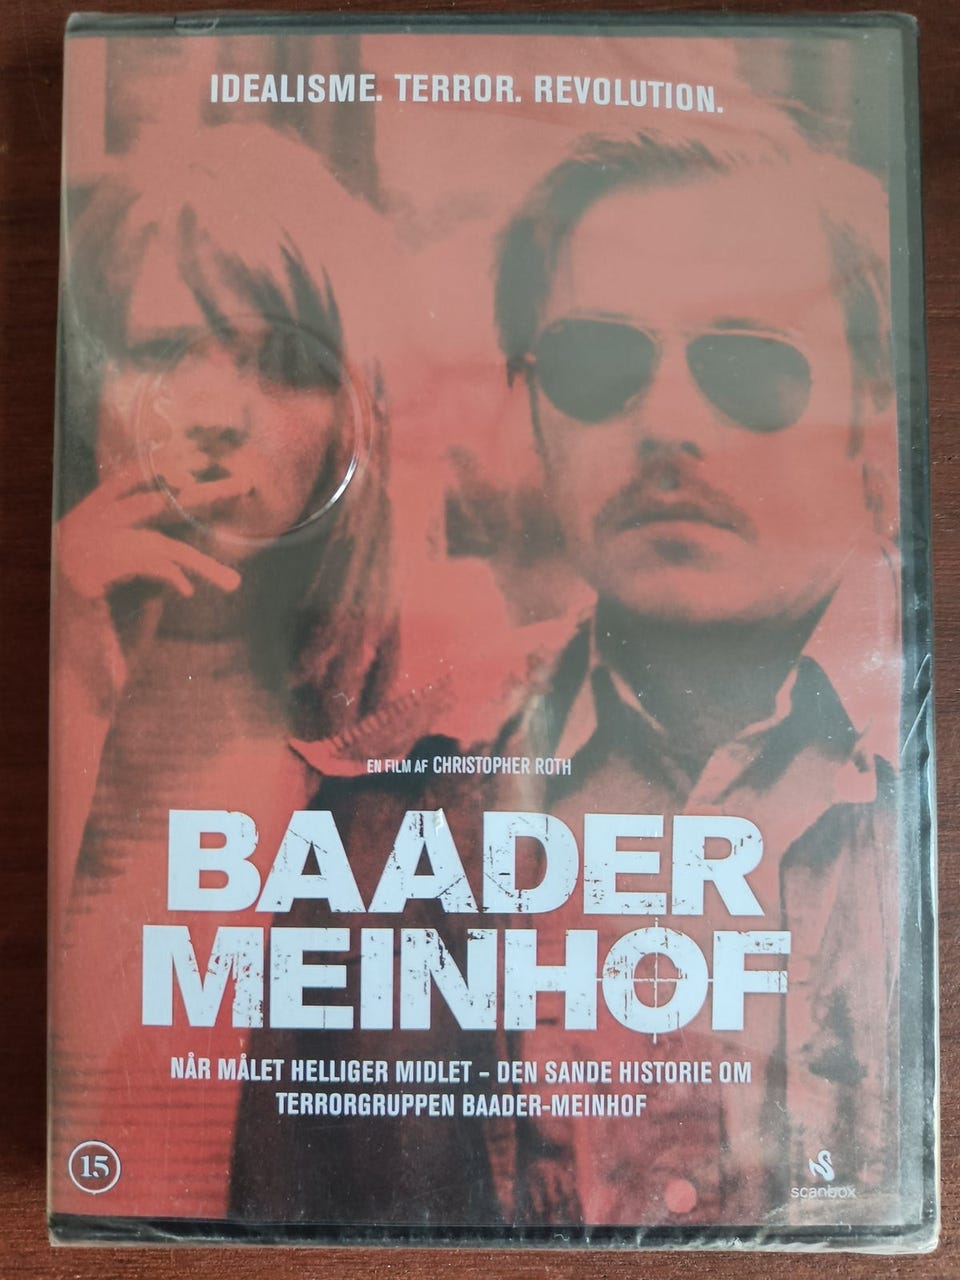 IDEALISME. TERROR. REVOLUTION.
EN FILM AF CHRISTOPHER ROTH
BAADER
MEINHOF
NÅR MÅLET HELLIGER MIDLET – DEN SANDE HISTORIE OM
TERRORGRUPPEN BAADER-MEINHOF
15
scanbox